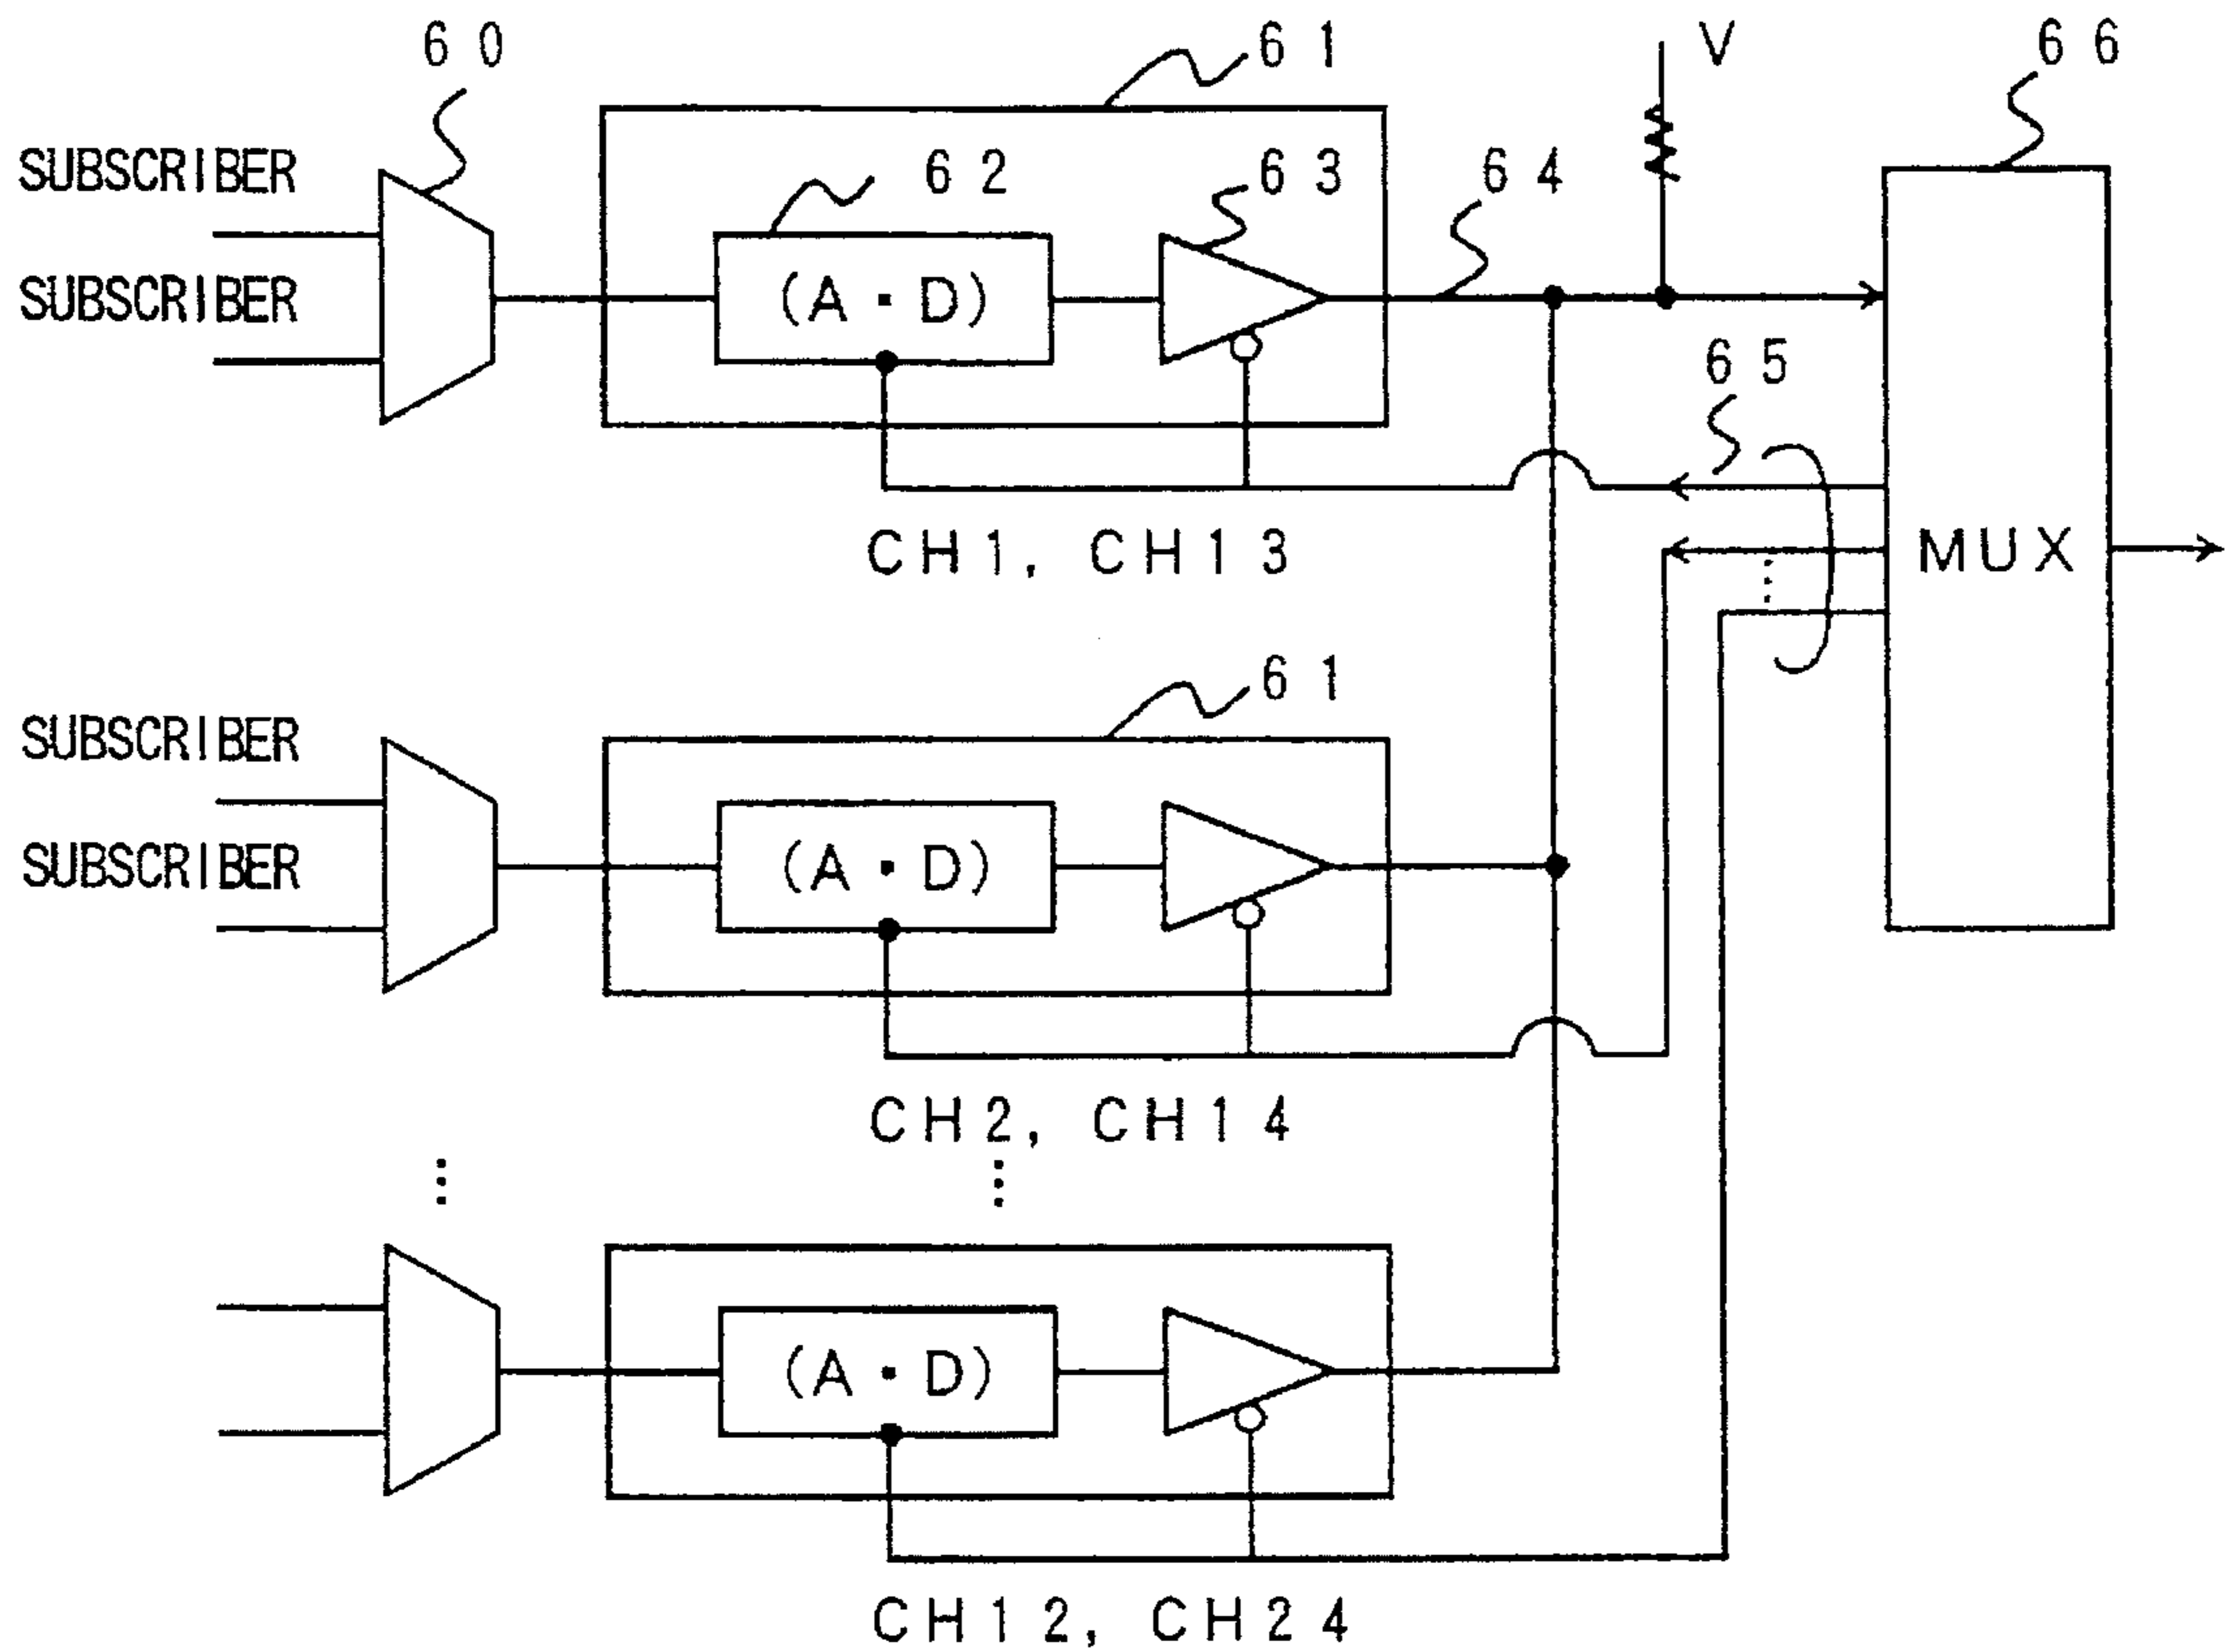 60
61
V
66
SUBSCRIBER
62
63
64
SUBSCRIBER
(A・D)
65
CH1, CH13
MUX
61
SUBSCRIBER
SUBSCRIBER
(A・D)
CH2, CH14
(A・D)
CH12, CH24